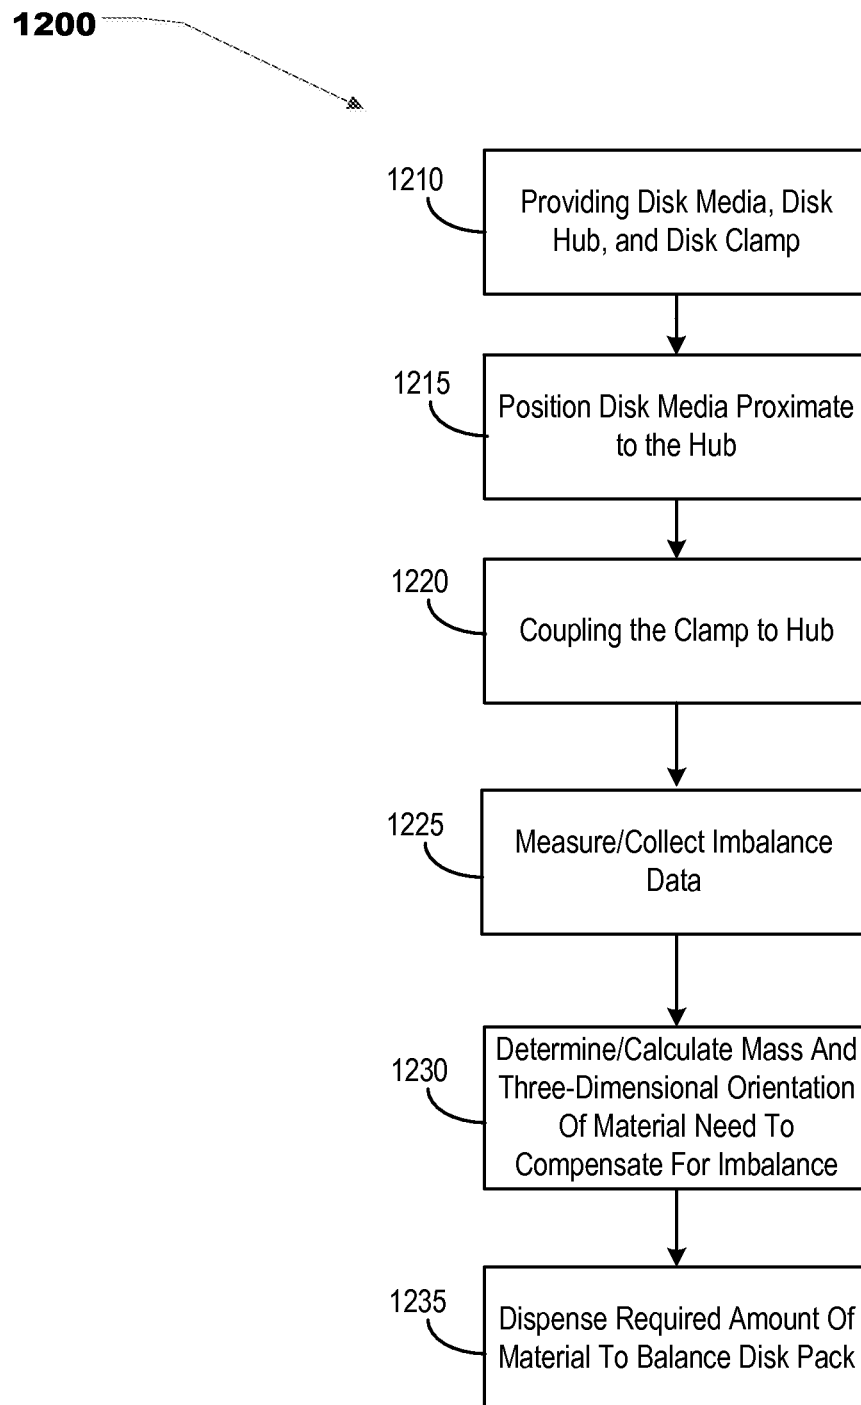 1200
1210
Providing Disk Media, Disk
Hub, and Disk Clamp
1215
Position Disk Media Proximate
to the Hub
1220
Coupling the Clamp to Hub
1225
Measure/Collect Imbalance
Data
1230
Determine/Calculate Mass And
Three-Dimensional Orientation
Of Material Need To
Compensate For Imbalance
1235
Dispense Required Amount Of
Material To Balance Disk Pack